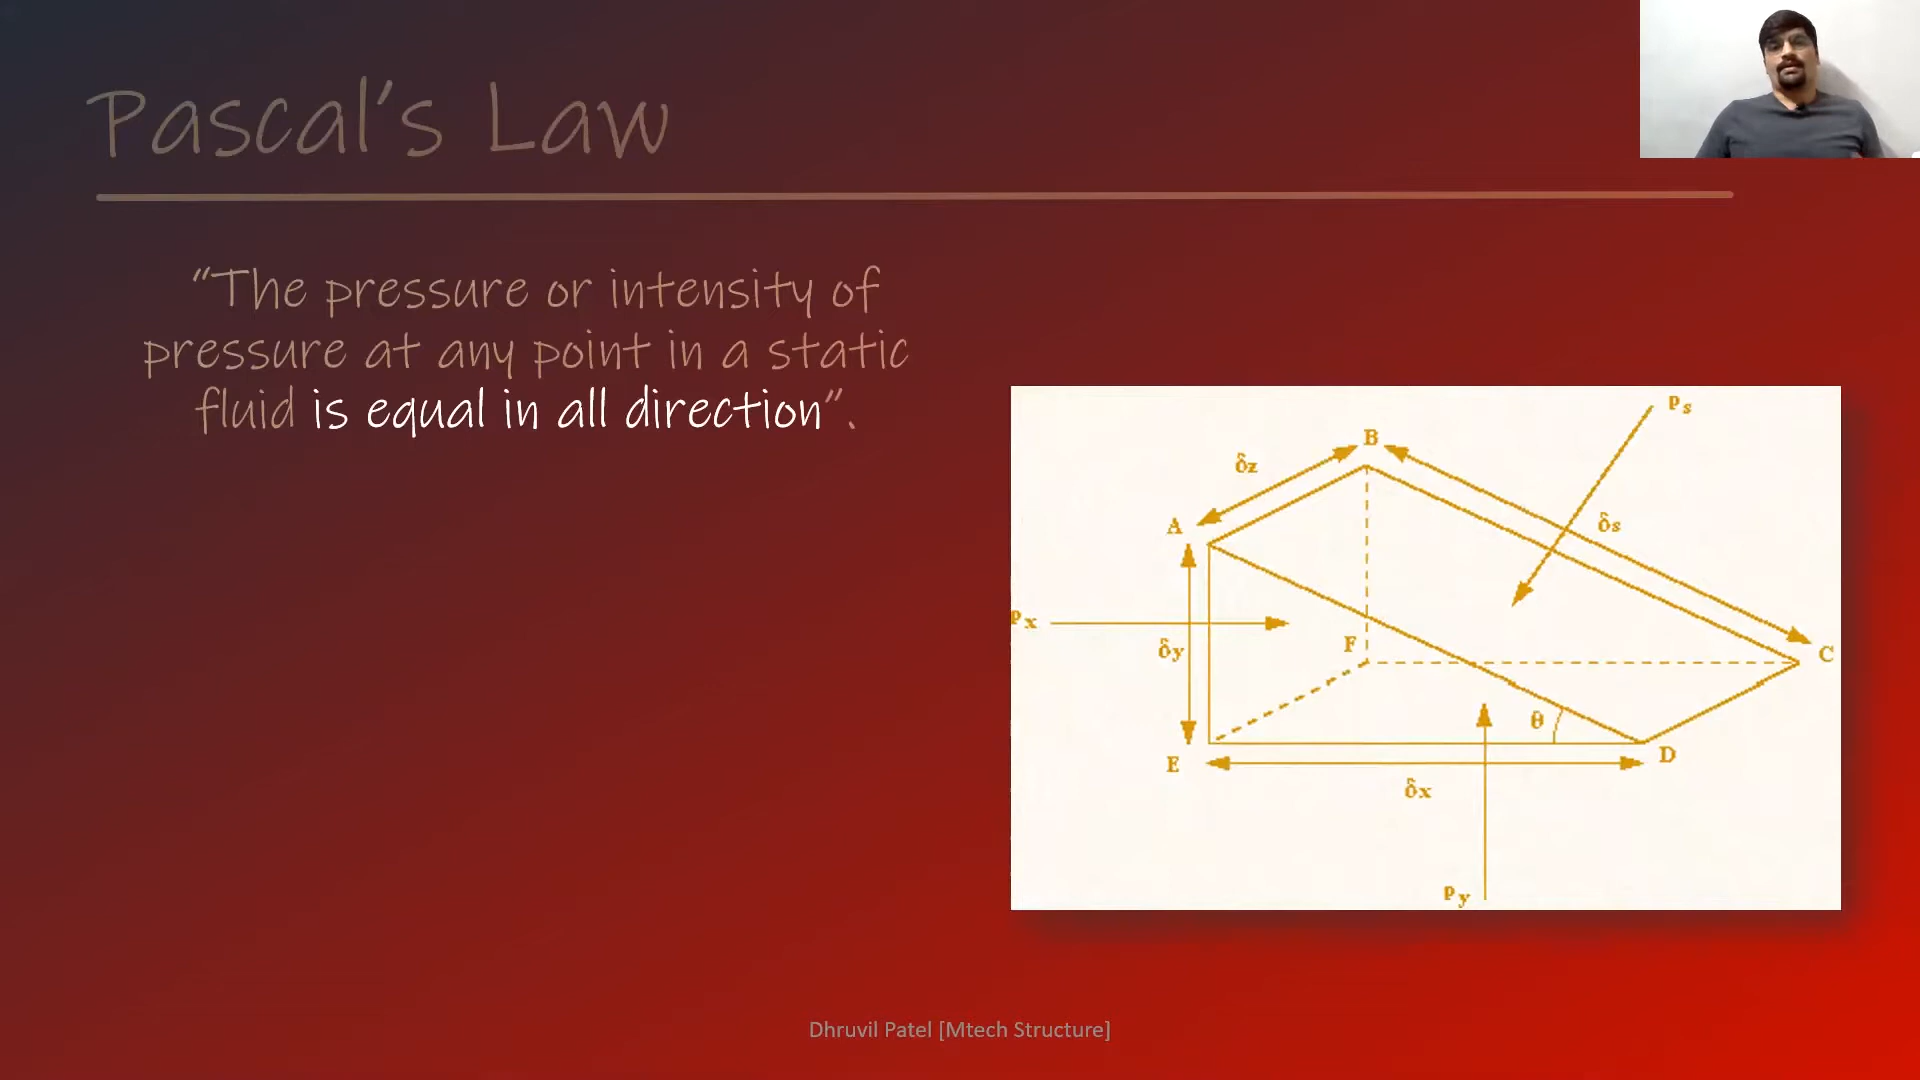 Pascal's Law
“The pressure or intensity of
pressure at any point in a static
fluid is equal in all direction”.
Ps
B
δz
δs
A
Px
δy
F
C
θ
E
D
δx
Py
Dhruvil Patel [Mtech Structure]